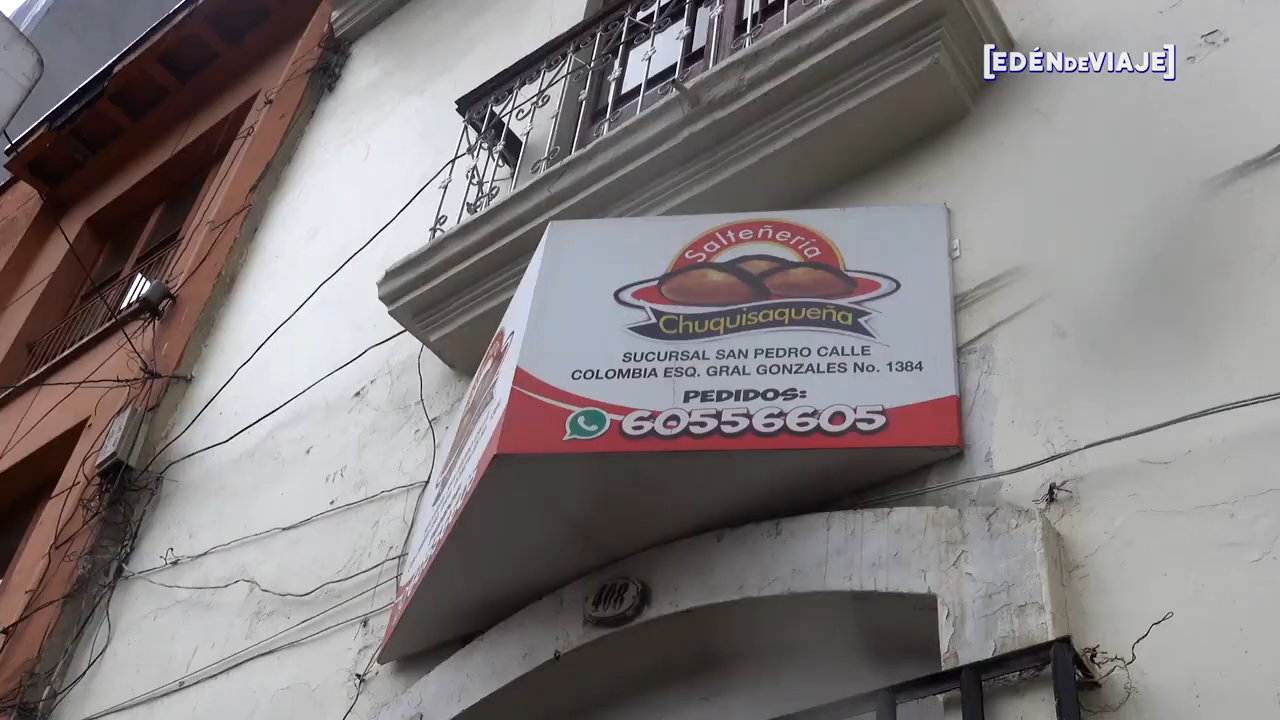 [EDÉNDEVIAJE]
Salteñería
Chuquisaqueña
SUCURSAL SAN PEDRO CALLE
COLOMBIA ESQ. GRAL GONZALES No. 1384
PEDIDOS:
60556605
408